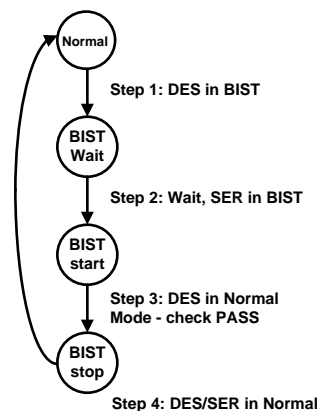 Normal
Step 1: DES in BIST
BIST
Wait
Step 2: Wait, SER in BIST
BIST
start
Step 3: DES in Normal
Mode - check PASS
BIST
stop
Step 4: DES/SER in Normal